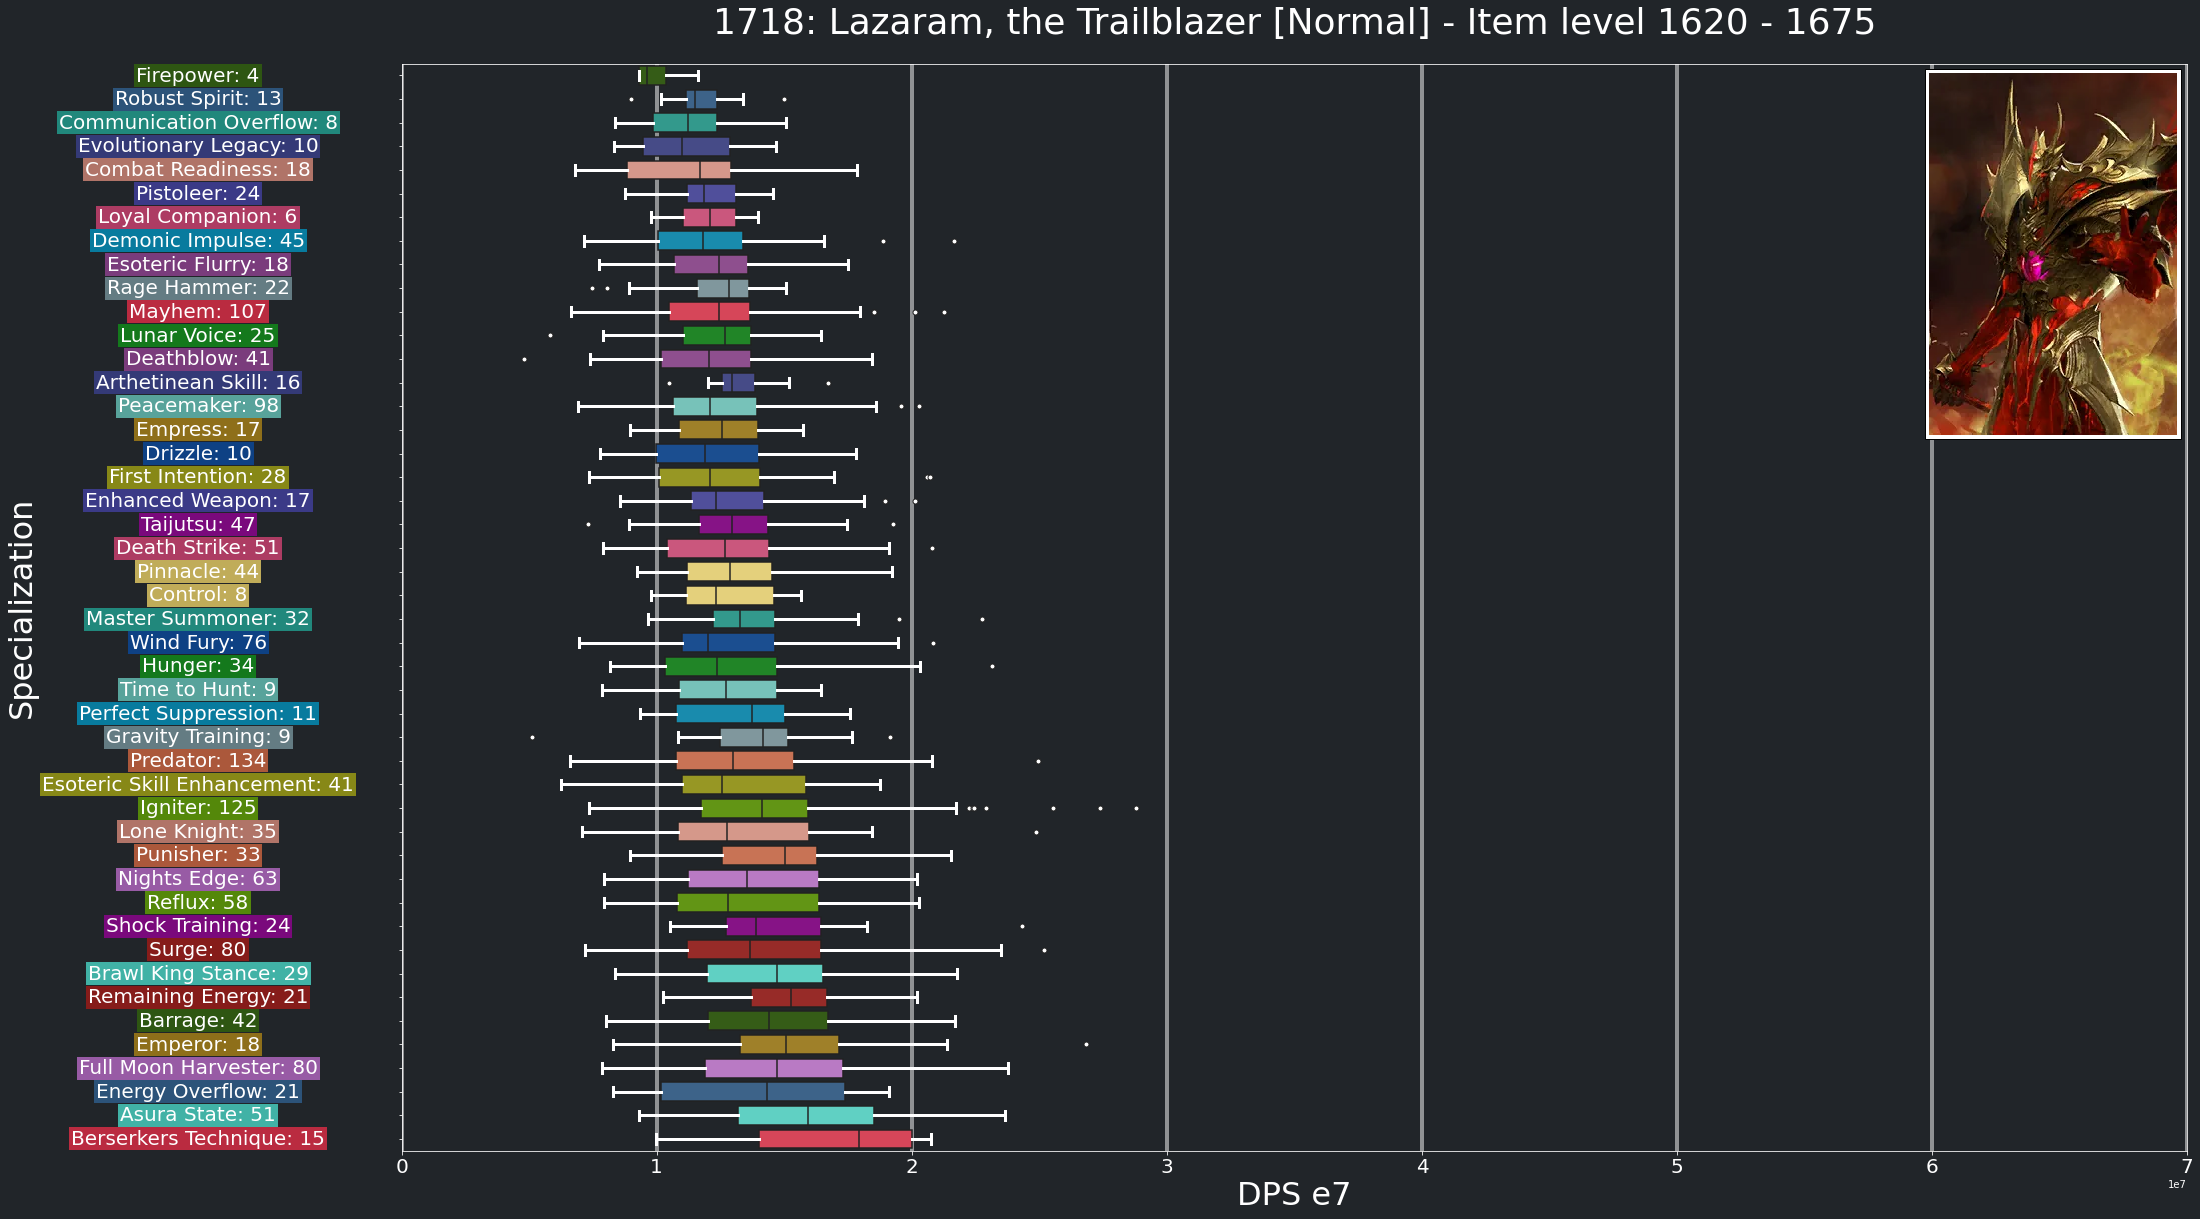 1718: Lazaram, the Trailblazer [Normal] - Item level 1620 - 1675
Firepower: 4
Robust Spirit: 13
Communication Overflow: 8
Evolutionary Legacy: 10
Combat Readiness: 18
Pistoleer: 24
Loyal Companion: 6
Demonic Impulse: 45
Esoteric Flurry: 18
Rage Hammer: 22
Mayhem: 107
Lunar Voice: 25
Deathblow: 41
Arthetinean Skill: 16
Peacemaker: 98
Empress: 17
Drizzle: 10
First Intention: 28
Enhanced Weapon: 17
Taijutsu: 47
Death Strike: 51
Pinnacle: 44
Control: 8
Master Summoner: 32
Wind Fury: 76
Hunger: 34
Time to Hunt: 9
Perfect Suppression: 11
Gravity Training: 9
Predator: 134
Esoteric Skill Enhancement: 41
Igniter: 125
Lone Knight: 35
Punisher: 33
Nights Edge: 63
Reflux: 58
Shock Training: 24
Surge: 80
Brawl King Stance: 29
Remaining Energy: 21
Barrage: 42
Emperor: 18
Full Moon Harvester: 80
Energy Overflow: 21
Asura State: 51
Berserkers Technique: 15
Specialization
0 1 2 3 4 5 6 7
1e7
DPS e7